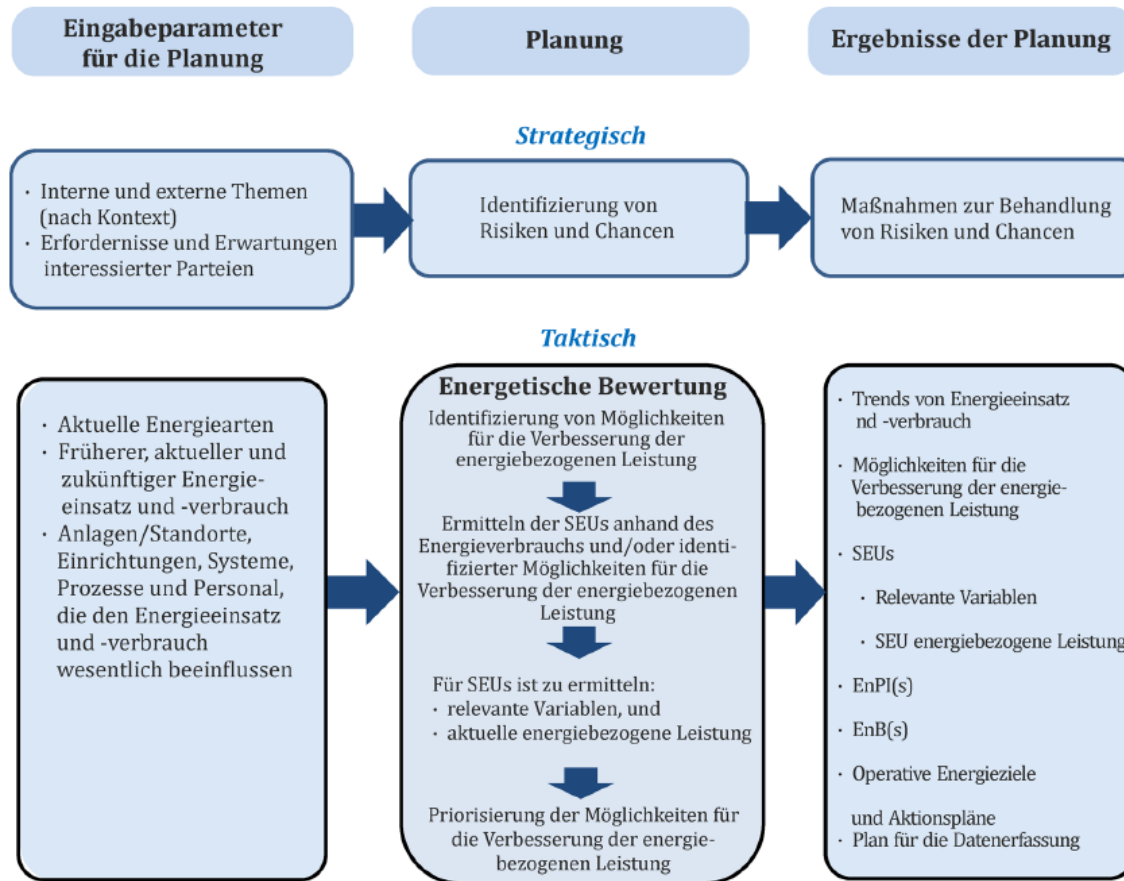 Eingabeparameter
für die Planung
Planung
Ergebnisse der Planung
Strategisch
· Interne und externe Themen
(nach Kontext)
· Erfordernisse und Erwartungen
interessierter Parteien
Identifizierung von
Risiken und Chancen
Maßnahmen zur Behandlung
von Risiken und Chancen
Taktisch
· Aktuelle Energiearten
· Früherer, aktueller und
zukünftiger Energie-
einsatz und -verbrauch
· Anlagen/Standorte,
Einrichtungen, Systeme,
Prozesse und Personal,
die den Energieeinsatz
und -verbrauch
wesentlich beeinflussen
Energetische Bewertung
Identifizierung von Möglichkeiten
für die Verbesserung der
energiebezogenen Leistung
Ermitteln der SEUs anhand des
Energieverbrauchs und/oder identi-
fizierter Möglichkeiten für die
Verbesserung der energiebezogenen
Leistung
Für SEUs ist zu ermitteln:
· relevante Variablen, und
· aktuelle energiebezogene Leistung
Priorisierung der Möglichkeiten für
die Verbesserung der energie-
bezogenen Leistung
· Trends von Energieeinsatz
nd -verbrauch
· Möglichkeiten für die
Verbesserung der energie-
bezogenen Leistung
· SEUs
· Relevante Variablen
· SEU energiebezogene Leistung
· EnPI(s)
· EnB(s)
· Operative Energieziele
und Aktionspläne
· Plan für die Datenerfassung